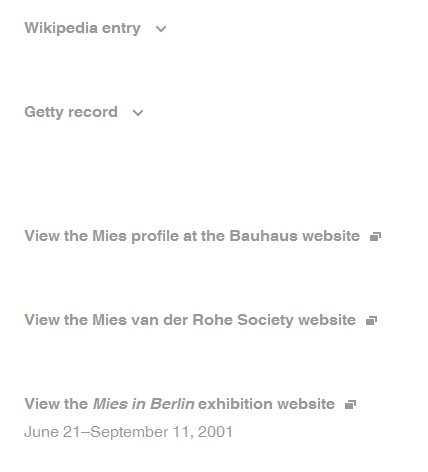 Wikipedia entry
Getty record
View the Mies profile at the Bauhaus website
View the Mies van der Rohe Society website
View the Mies in Berlin exhibition website
June 21–September 11, 2001